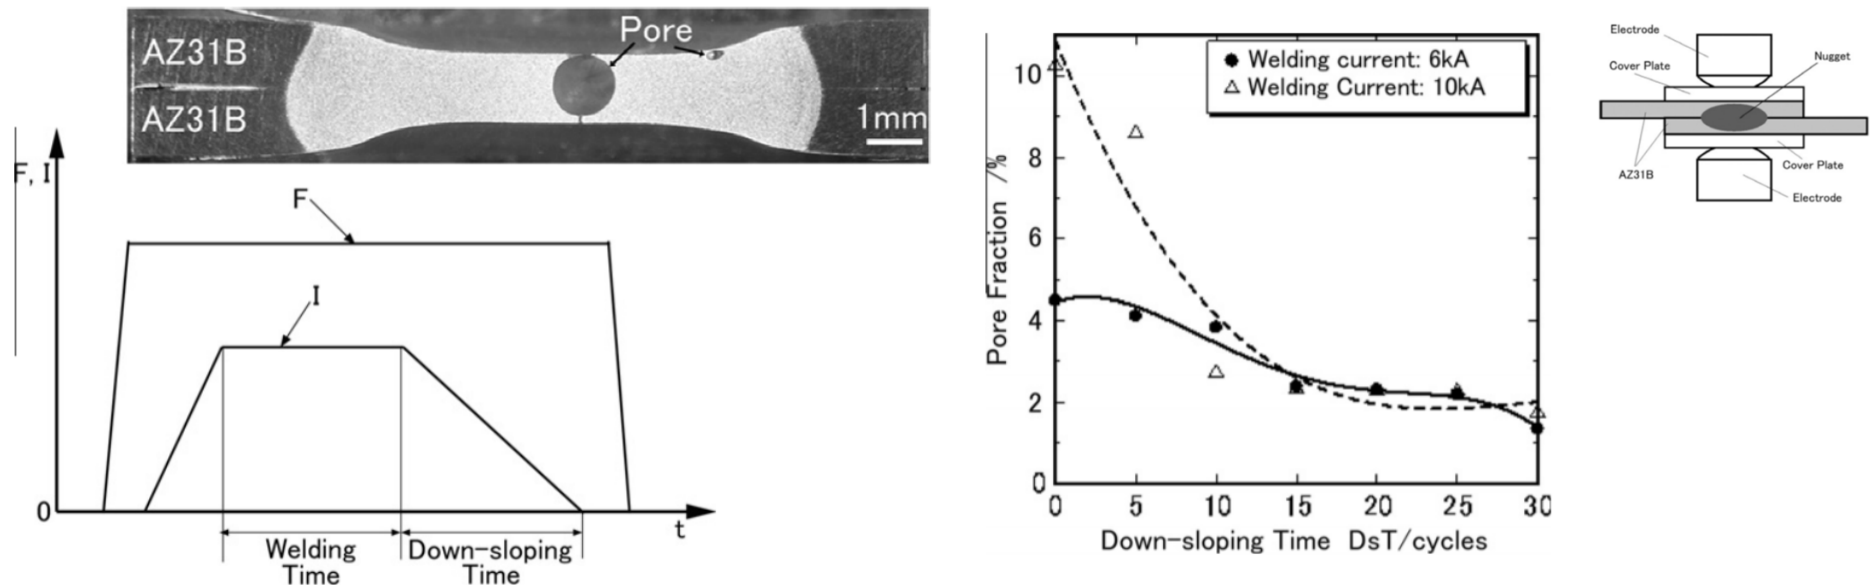 AZ31B
AZ31B
Pore
1mm
F, I
F
I
0
t
Welding
Time
Down-sloping
Time
Pore Fraction /%
10
8
6
4
2
0
Welding current: 6kA
Welding Current: 10kA
0 5 10 15 20 25 30
Down-sloping Time DsT/cycles
Electrode
Cover Plate
Nugget
AZ31B
Cover Plate
Electrode